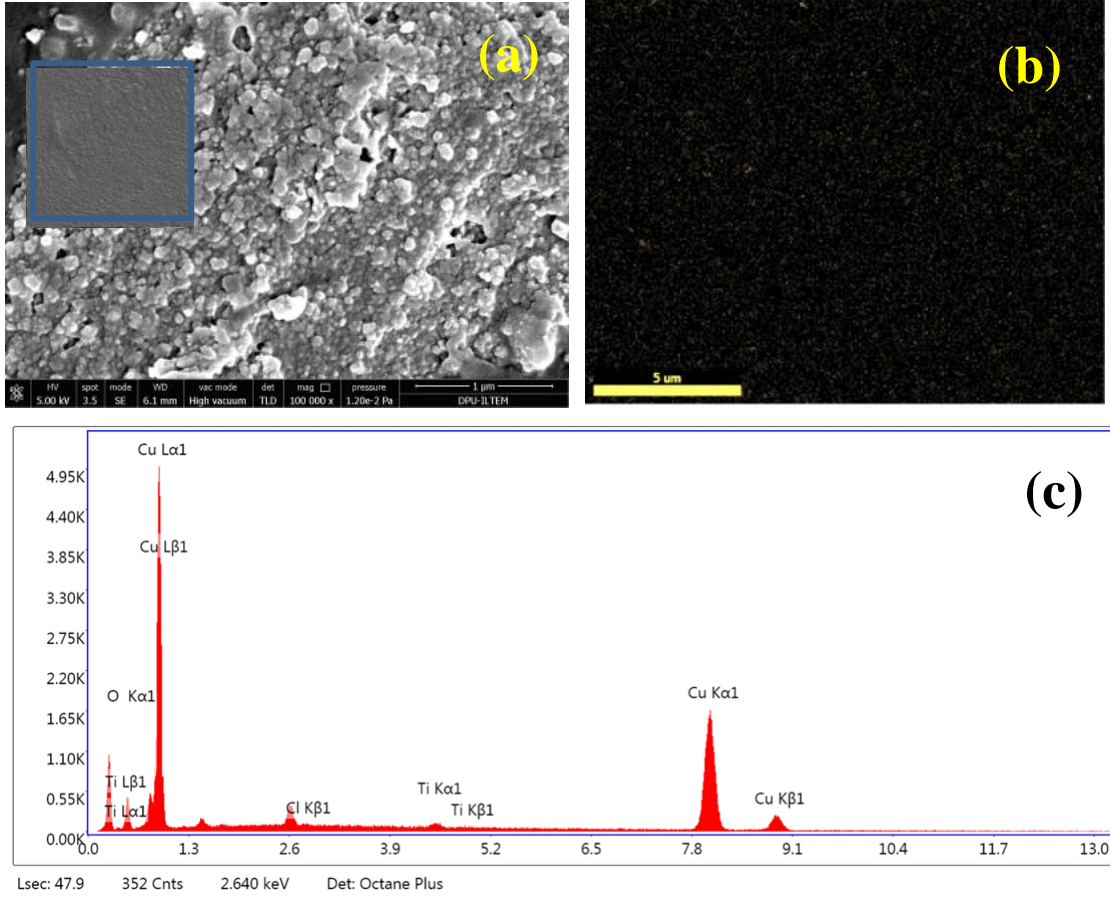 (a)
HV spot mode WD vac mode det mag pressure 1 µm
5.00 kV 3.5 SE 6.1 mm High vacuum TLD 100 000 x 1.20e-2 Pa DPU-ILTEM
(b)
5 um
(c)
Cu Lα1
4.95K
4.40K
Cu Lβ1
3.85K
3.30K
2.75K
2.20K
O Kα1
Cu Kα1
1.65K
1.10K
Ti Lβ1
Ti Kα1
0.55K
Cu Kβ1
Ti Lα1
Cl Kβ1
Ti Kβ1
0.00K
0.0 1.3 2.6 3.9 5.2 6.5 7.8 9.1 10.4 11.7 13.0
Lsec: 47.9 352 Cnts 2.640 keV Det: Octane Plus